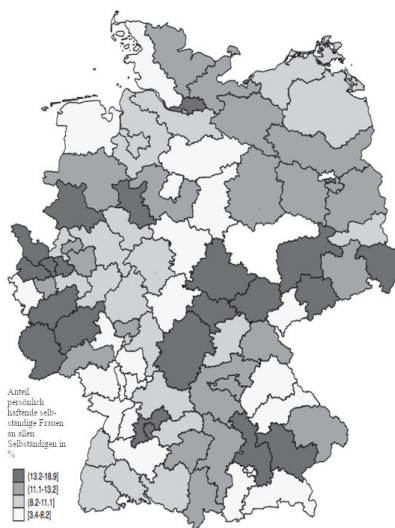 Anteil
persönlich
haftende selb-
ständige Frauen
an allen
Selbständigen in
%
(13.2-18.9]
(11.1-13.2]
(8.2-11.1]
[3.4-8.2]